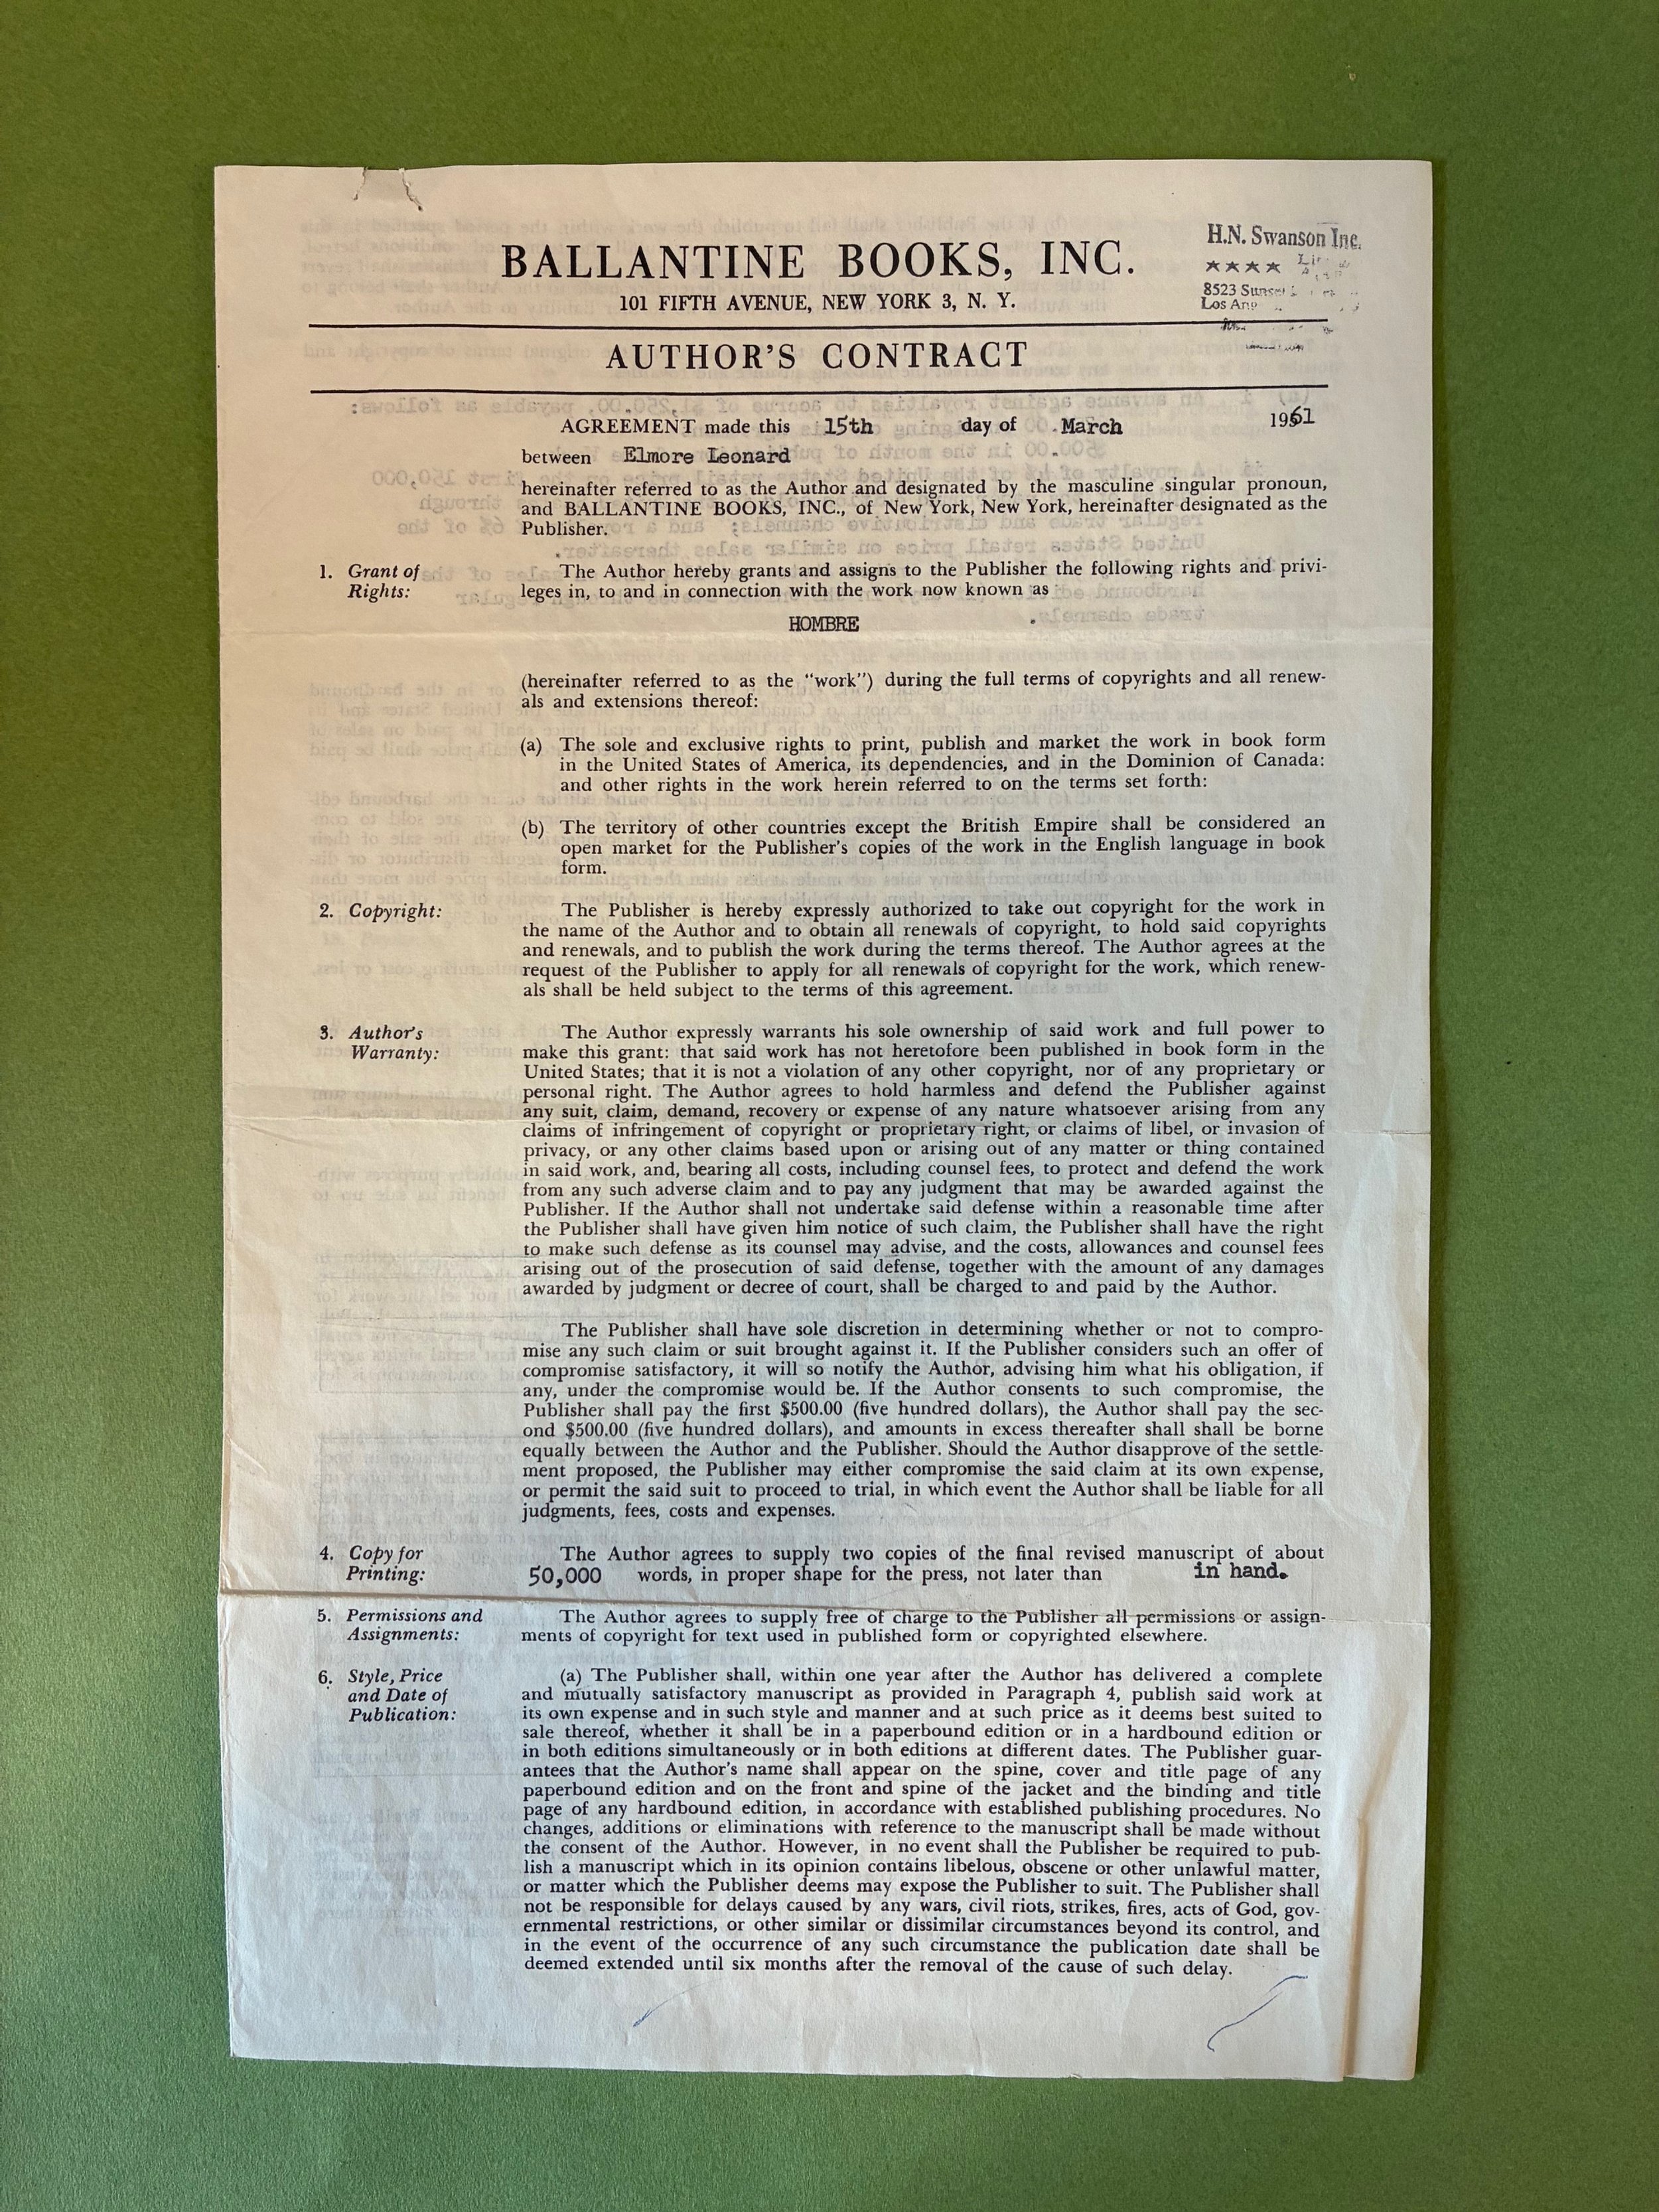 BALLANTINE BOOKS, INC.
101 FIFTH AVENUE, NEW YORK 3, N. Y.
H.N. Swanson Inc.
★★★★
8523 Sunset
Los
AUTHOR'S CONTRACT
AGREEMENT made this 15th day of March 1961
between Elmore Leonard
hereinafter referred to as the Author and designated by the masculine singular pronoun,
and BALLANTINE BOOKS, INC., of New York, New York, hereinafter designated as the
Publisher.
1. Grant of Rights:
The Author hereby grants and assigns to the Publisher the following rights and privi-
leges in, to and in connection with the work now known as
HOMBRE
(hereinafter referred to as the "work") during the full terms of copyrights and all renew-
als and extensions thereof:
(a) The sole and exclusive rights to print, publish and market the work in book form
in the United States of America, its dependencies, and in the Dominion of Canada:
and other rights in the work herein referred to on the terms set forth:
(b) The territory of other countries except the British Empire shall be considered an
open market for the Publisher's copies of the work in the English language in book
form.
2. Copyright:
The Publisher is hereby expressly authorized to take out copyright for the work in
the name of the Author and to obtain all renewals of copyright, to hold said copyrights
and renewals, and to publish the work during the terms thereof. The Author agrees at the
request of the Publisher to apply for all renewals of copyright for the work, which renew-
als shall be held subject to the terms of this agreement.
3. Author's Warranty:
The Author expressly warrants his sole ownership of said work and full power to
make this grant: that said work has not heretofore been published in book form in the
United States; that it is not a violation of any other copyright, nor of any proprietary or
personal right. The Author agrees to hold harmless and defend the Publisher against
any suit, claim, demand, recovery or expense of any nature whatsoever arising from any
claims of infringement of copyright or proprietary right, or claims of libel, or invasion of
privacy, or any other claims based upon or arising out of any matter or thing contained
in said work, and, bearing all costs, including counsel fees, to protect and defend the work
from any such adverse claim and to pay any judgment that may be awarded against the
Publisher. If the Author shall not undertake said defense within a reasonable time after
the Publisher shall have given him notice of such claim, the Publisher shall have the right
to make such defense as its counsel may advise, and the costs, allowances and counsel fees
arising out of the prosecution of said defense, together with the amount of any damages
awarded by judgment or decree of court, shall be charged to and paid by the Author.
The Publisher shall have sole discretion in determining whether or not to compro-
mise any such claim or suit brought against it. If the Publisher considers such an offer of
compromise satisfactory, it will so notify the Author, advising him what his obligation, if
any, under the compromise would be. If the Author consents to such compromise, the
Publisher shall pay the first $500.00 (five hundred dollars), the Author shall pay the sec-
ond $500.00 (five hundred dollars), and amounts in excess thereafter shall shall be borne
equally between the Author and the Publisher. Should the Author disapprove of the settle-
ment proposed, the Publisher may either compromise the said claim at its own expense,
or permit the said suit to proceed to trial, in which event the Author shall be liable for all
judgments, fees, costs and expenses.
4. Copy for Printing:
The Author agrees to supply two copies of the final revised manuscript of about
50,000 words, in proper shape for the press, not later than in hand.
5. Permissions and Assignments:
The Author agrees to supply free of charge to the Publisher all permissions or assign-
ments of copyright for text used in published form or copyrighted elsewhere.
6. Style, Price and Date of Publication:
(a) The Publisher shall, within one year after the Author has delivered a complete
and mutually satisfactory manuscript as provided in Paragraph 4, publish said work at
its own expense and in such style and manner and at such price as it deems best suited to
sale thereof, whether it shall be in a paperbound edition or in a hardbound edition or
in both editions simultaneously or in both editions at different dates. The Publisher guar-
antees that the Author's name shall appear on the spine, cover and title page of any
paperbound edition and on the front and spine of the jacket and the binding and title
page of any hardbound edition, in accordance with established publishing procedures. No
changes, additions or eliminations with reference to the manuscript shall be made without
the consent of the Author. However, in no event shall the Publisher be required to pub-
lish a manuscript which in its opinion contains libelous, obscene or other unlawful matter,
or matter which the Publisher deems may expose the Publisher to suit. The Publisher shall
not be responsible for delays caused by any wars, civil riots, strikes, fires, acts of God, gov-
ernmental restrictions, or other similar or dissimilar circumstances beyond its control, and
in the event of the occurrence of any such circumstance the publication date shall be
deemed extended until six months after the removal of the cause of such delay.